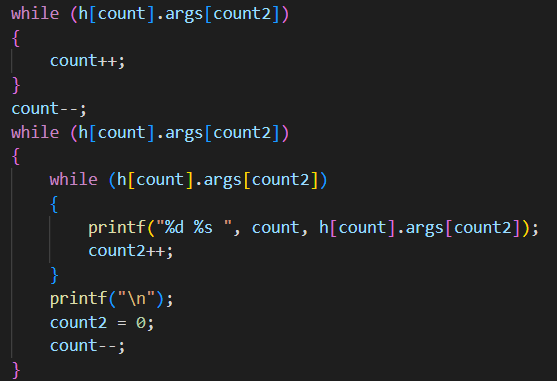 while (h[count].args[count2])
{
    count++;
}
count--;
while (h[count].args[count2])
{
    while (h[count].args[count2])
    {
        printf("%d %s ", count, h[count].args[count2]);
        count2++;
    }
    printf("\n");
    count2 = 0;
    count--;
}